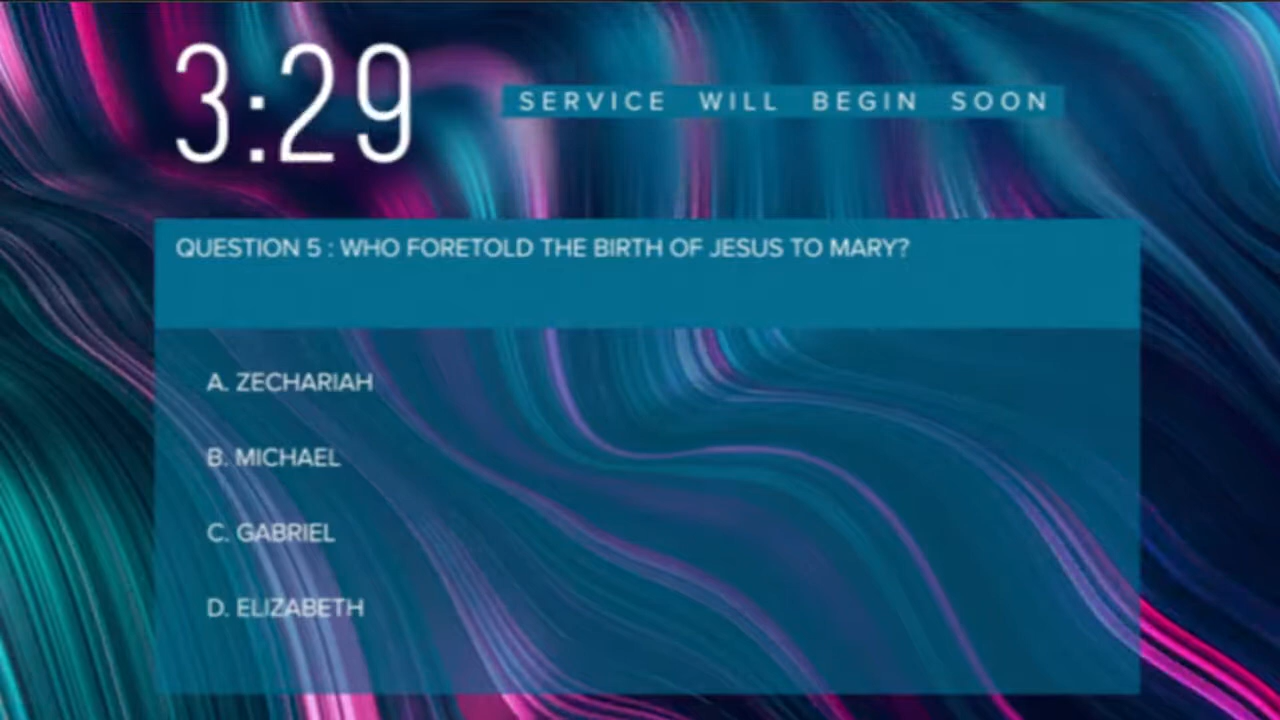 3:29
SERVICE WILL BEGIN SOON
QUESTION 5 : WHO FORETOLD THE BIRTH OF JESUS TO MARY?
A. ZECHARIAH
B. MICHAEL
C. GABRIEL
D. ELIZABETH